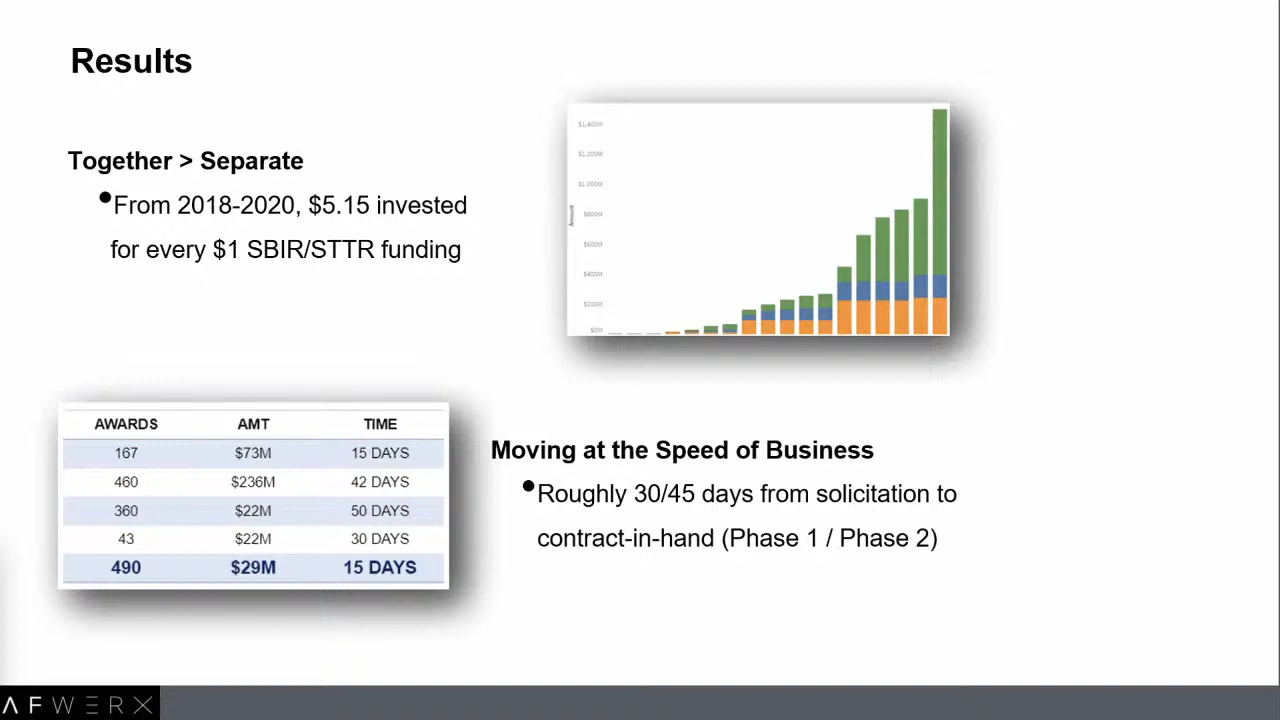 Results
Together > Separate
•From 2018-2020, $5.15 invested
for every $1 SBIR/STTR funding
$1,400M
$1,200M
$1,000M
$800M
$600M
$400M
$200M
$0M
Amount
AWARDS AMT TIME
167 $73M 15 DAYS
460 $236M 42 DAYS
360 $22M 50 DAYS
43 $22M 30 DAYS
490 $29M 15 DAYS
Moving at the Speed of Business
•Roughly 30/45 days from solicitation to
contract-in-hand (Phase 1 / Phase 2)
AFWERX